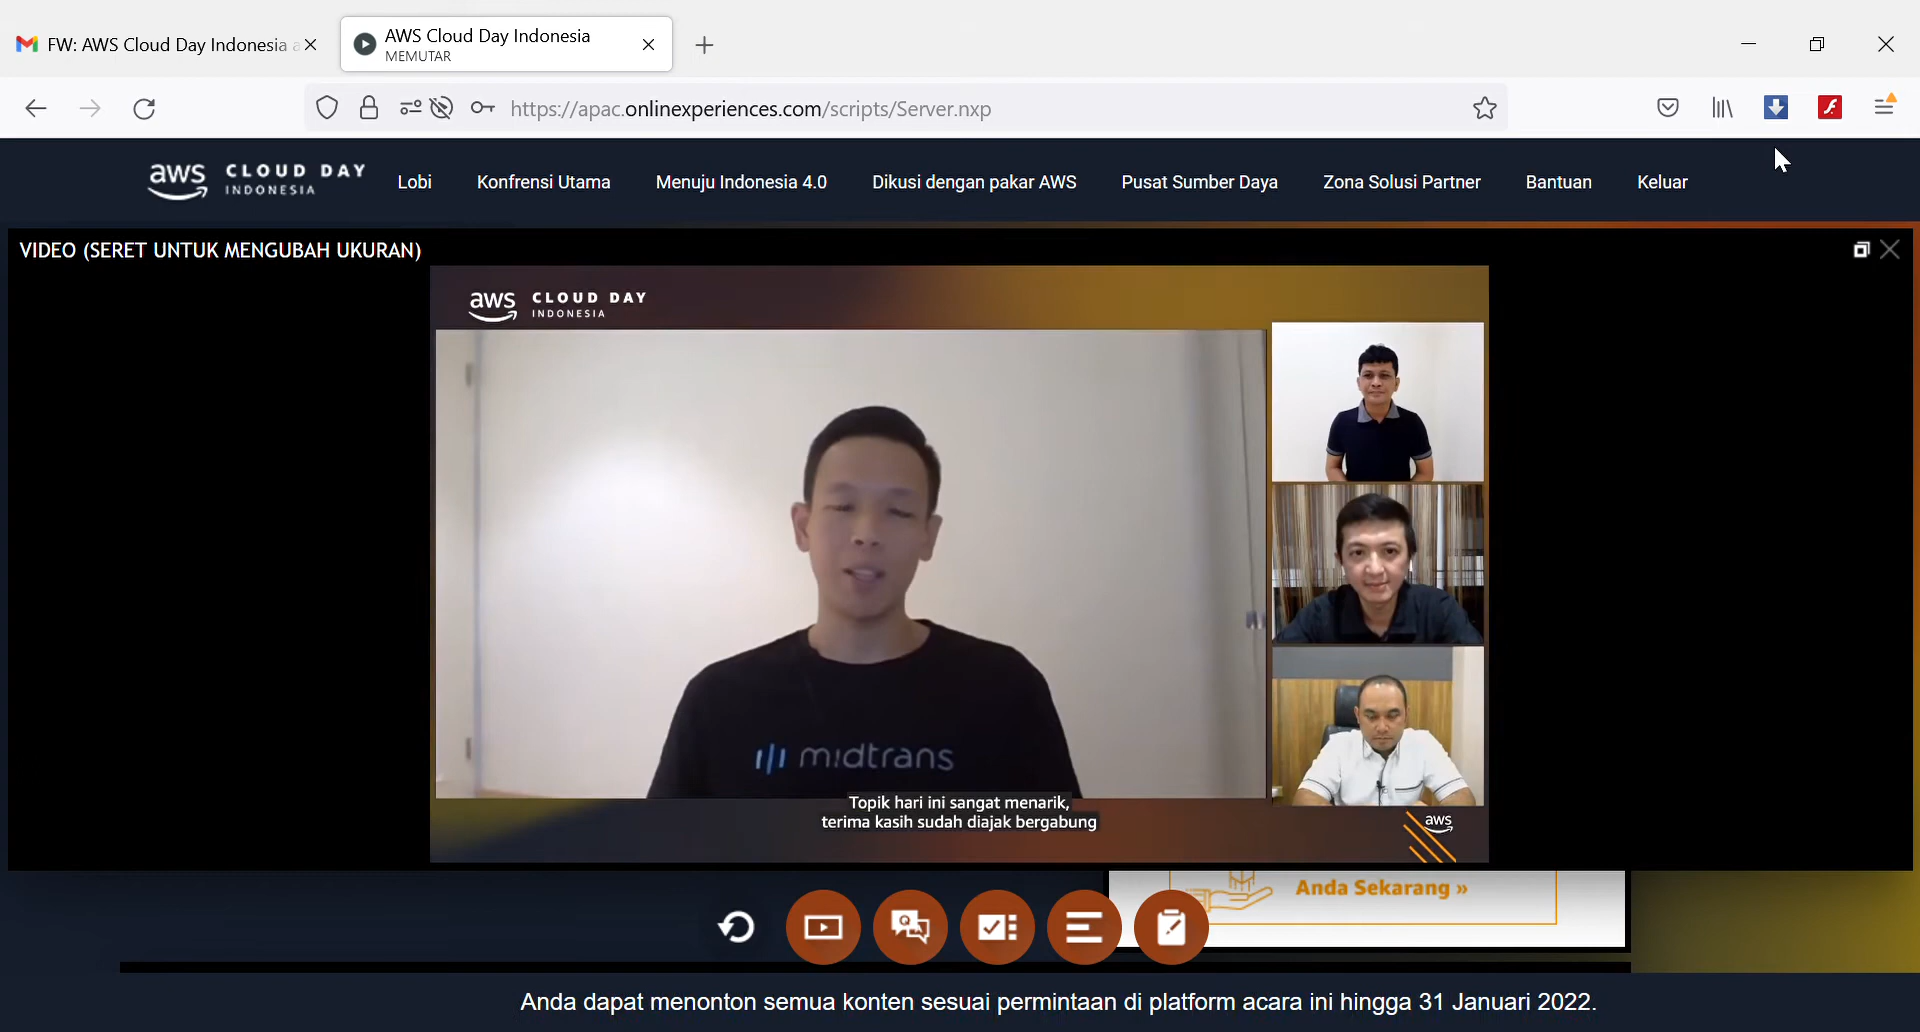 FW: AWS Cloud Day Indonesia
AWS Cloud Day Indonesia
MEMUTAR
https://apac.onlinexperiences.com/scripts/Server.nxp
aws CLOUD DAY
INDONESIA
Lobi Konfrensi Utama Menuju Indonesia 4.0 Dikusi dengan pakar AWS Pusat Sumber Daya Zona Solusi Partner Bantuan Keluar
VIDEO (SERET UNTUK MENGUBAH UKURAN)
aws CLOUD DAY
INDONESIA
midtrans
Topik hari ini sangat menarik,
terima kasih sudah diajak bergabung
aws
Anda Sekarang »
Q A
Anda dapat menonton semua konten sesuai permintaan di platform acara ini hingga 31 Januari 2022.